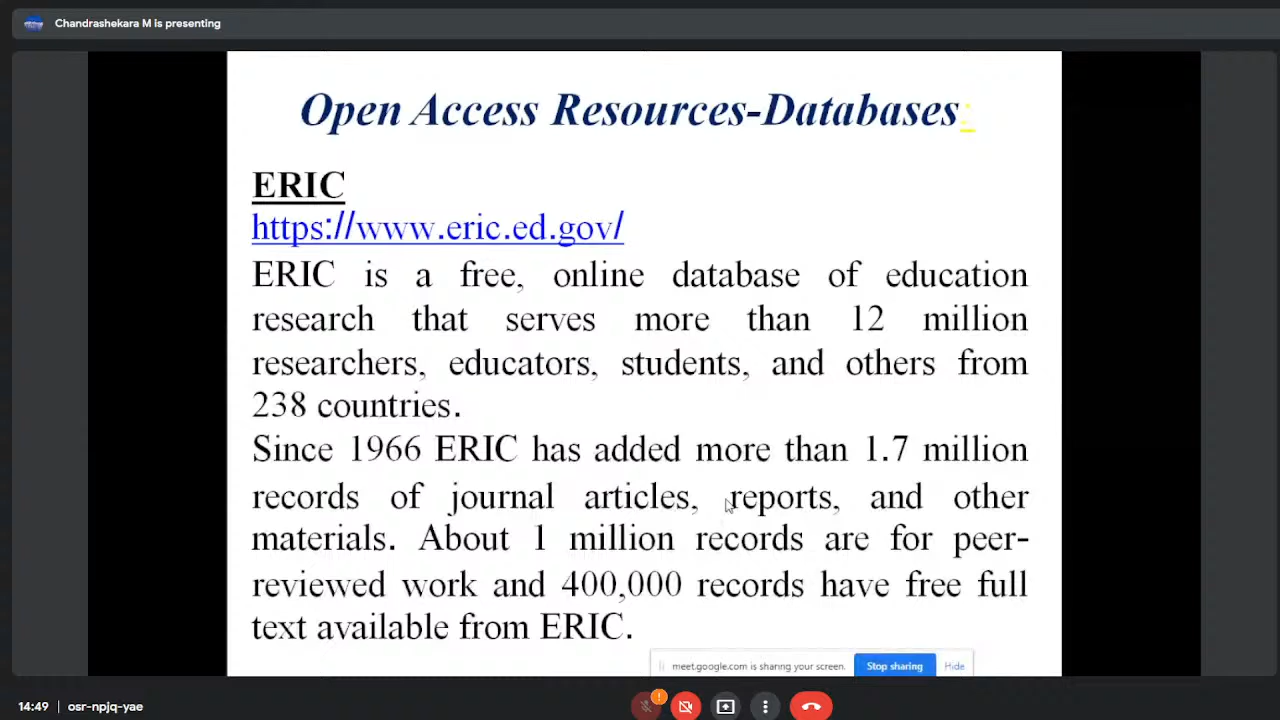 Chandrashekara M is presenting
Open Access Resources-Databases:
ERIC
https://www.eric.ed.gov/
ERIC is a free, online database of education
research that serves more than 12 million
researchers, educators, students, and others from
238 countries.
Since 1966 ERIC has added more than 1.7 million
records of journal articles, reports, and other
materials. About 1 million records are for peer-
reviewed work and 400,000 records have free full
text available from ERIC.
meet.google.com is sharing your screen. Stop sharing Hide
14:49 | osr-npjq-yae